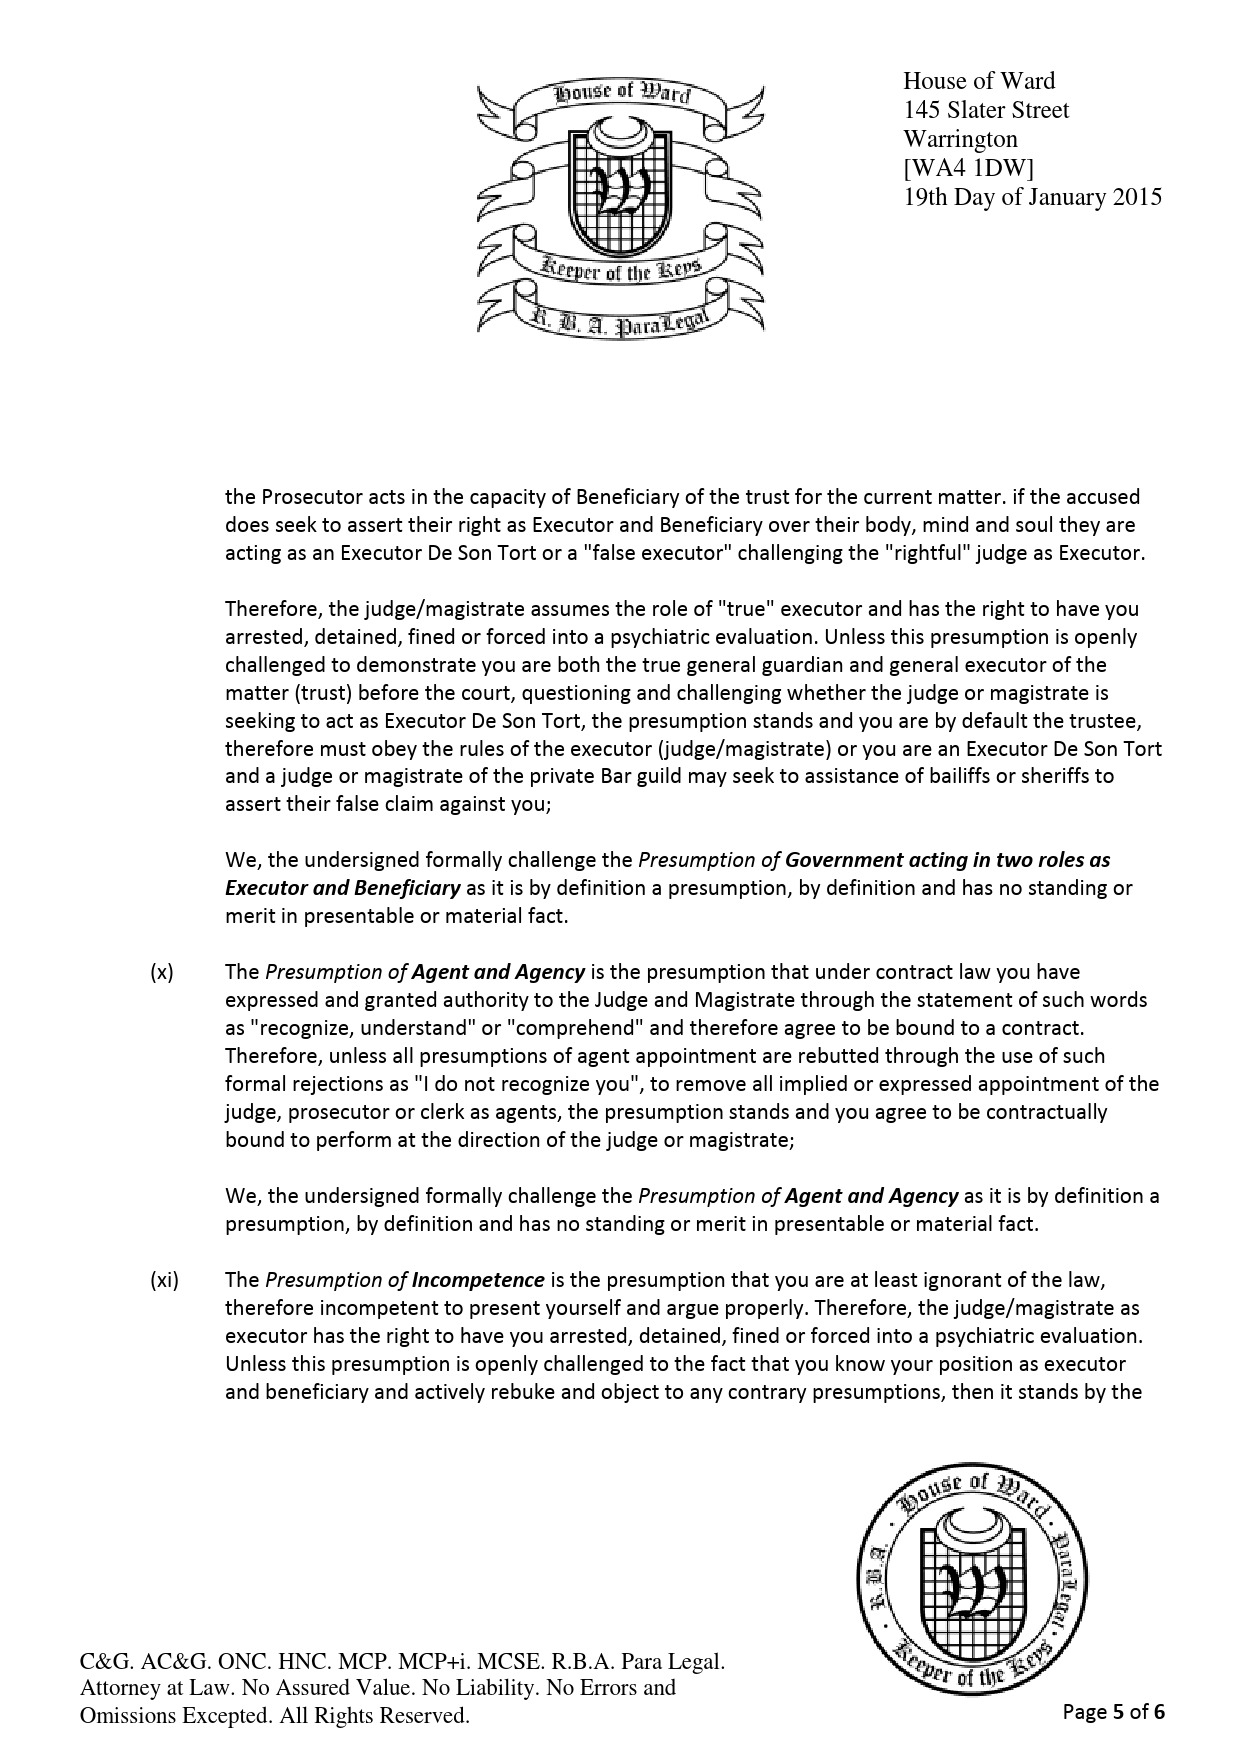 House of Ward
Keeper of the Keys
R. B. A. ParaLegal
House of Ward
145 Slater Street
Warrington
[WA4 1DW]
19th Day of January 2015
the Prosecutor acts in the capacity of Beneficiary of the trust for the current matter. if the accused
does seek to assert their right as Executor and Beneficiary over their body, mind and soul they are
acting as an Executor De Son Tort or a "false executor" challenging the "rightful" judge as Executor.
Therefore, the judge/magistrate assumes the role of "true" executor and has the right to have you
arrested, detained, fined or forced into a psychiatric evaluation. Unless this presumption is openly
challenged to demonstrate you are both the true general guardian and general executor of the
matter (trust) before the court, questioning and challenging whether the judge or magistrate is
seeking to act as Executor De Son Tort, the presumption stands and you are by default the trustee,
therefore must obey the rules of the executor (judge/magistrate) or you are an Executor De Son Tort
and a judge or magistrate of the private Bar guild may seek to assistance of bailiffs or sheriffs to
assert their false claim against you;
We, the undersigned formally challenge the Presumption of Government acting in two roles as
Executor and Beneficiary as it is by definition a presumption, by definition and has no standing or
merit in presentable or material fact.
(x) The Presumption of Agent and Agency is the presumption that under contract law you have
expressed and granted authority to the Judge and Magistrate through the statement of such words
as "recognize, understand" or "comprehend" and therefore agree to be bound to a contract.
Therefore, unless all presumptions of agent appointment are rebutted through the use of such
formal rejections as "I do not recognize you", to remove all implied or expressed appointment of the
judge, prosecutor or clerk as agents, the presumption stands and you agree to be contractually
bound to perform at the direction of the judge or magistrate;
We, the undersigned formally challenge the Presumption of Agent and Agency as it is by definition a
presumption, by definition and has no standing or merit in presentable or material fact.
(xi) The Presumption of Incompetence is the presumption that you are at least ignorant of the law,
therefore incompetent to present yourself and argue properly. Therefore, the judge/magistrate as
executor has the right to have you arrested, detained, fined or forced into a psychiatric evaluation.
Unless this presumption is openly challenged to the fact that you know your position as executor
and beneficiary and actively rebuke and object to any contrary presumptions, then it stands by the
R.B.A. · House of Ward · ParaLegal · Keeper of the Keys ·
W
C&G. AC&G. ONC. HNC. MCP. MCP+i. MCSE. R.B.A. Para Legal.
Attorney at Law. No Assured Value. No Liability. No Errors and
Omissions Excepted. All Rights Reserved.
Page 5 of 6